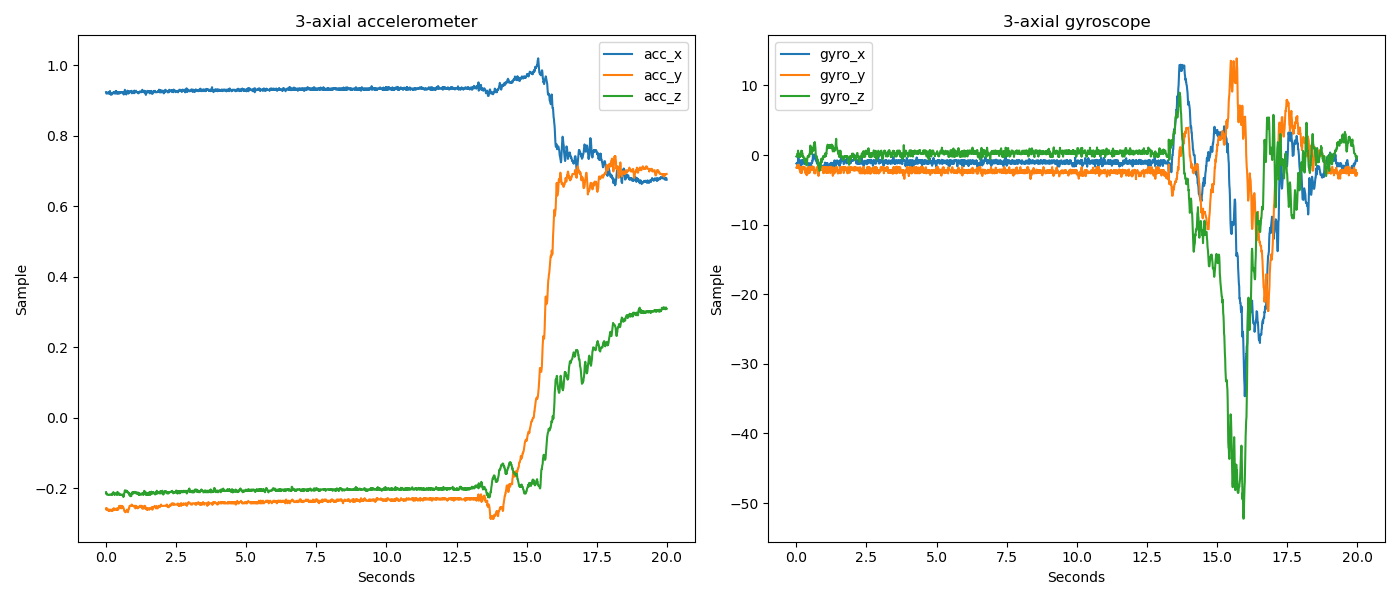 3-axial accelerometer
1.0
0.8
0.6
0.4
0.2
0.0
−0.2
Sample
acc_x
acc_y
acc_z
0.0 2.5 5.0 7.5 10.0 12.5 15.0 17.5 20.0
Seconds
3-axial gyroscope
10
0
−10
−20
−30
−40
−50
Sample
gyro_x
gyro_y
gyro_z
0.0 2.5 5.0 7.5 10.0 12.5 15.0 17.5 20.0
Seconds